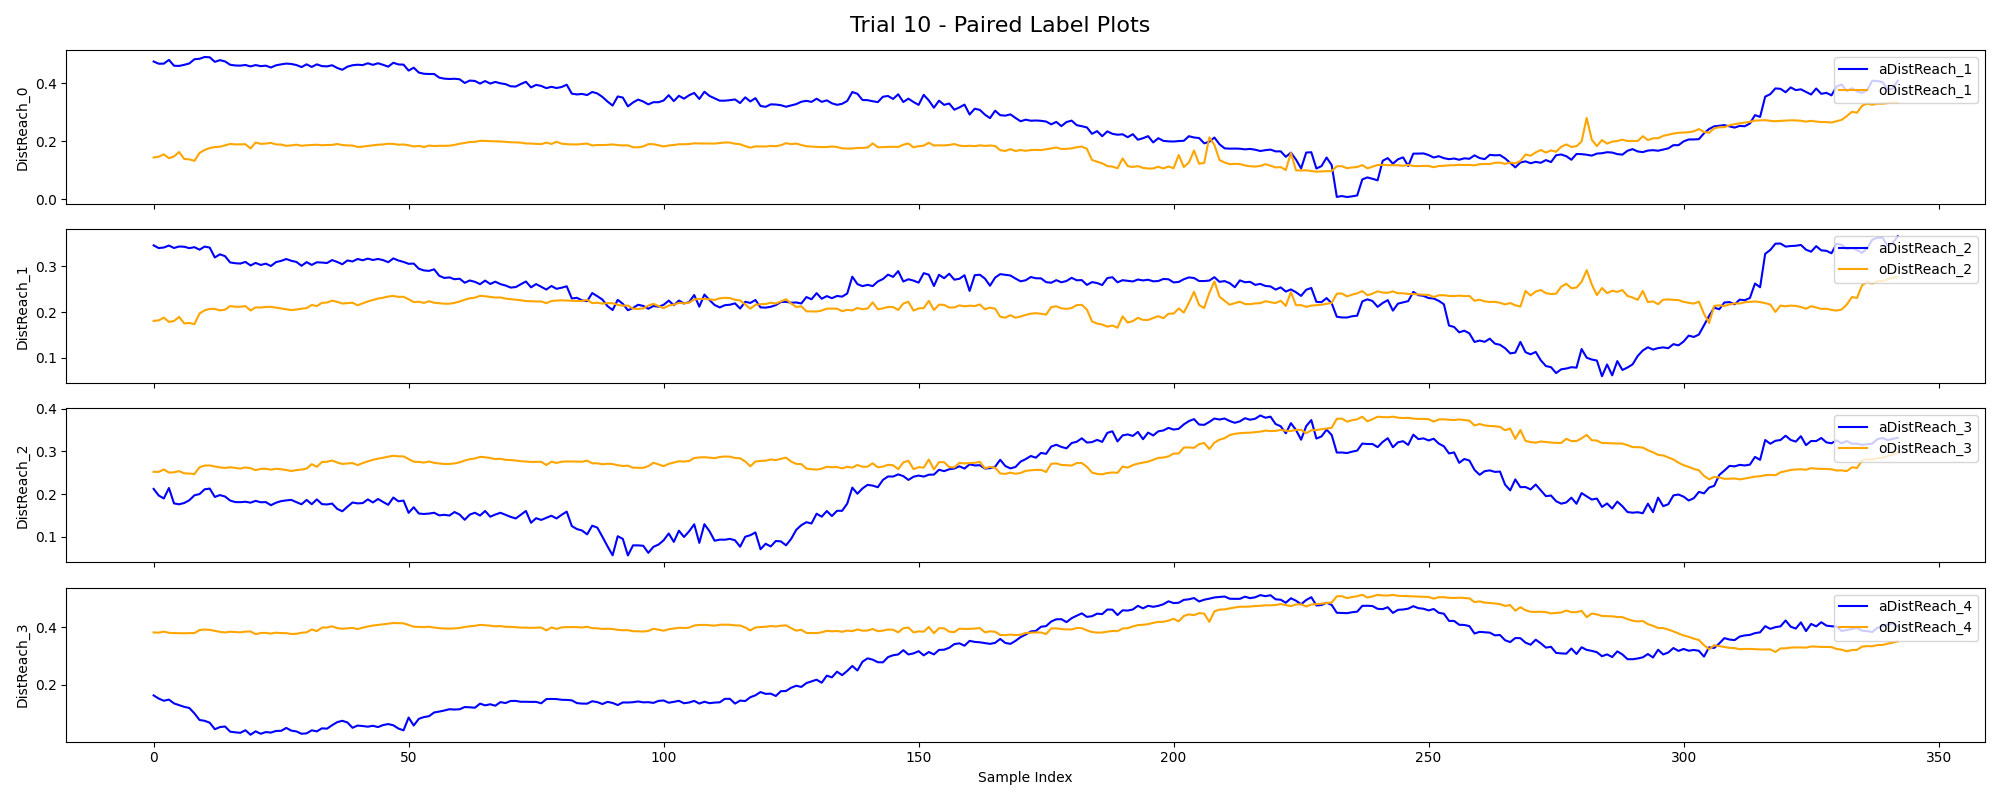 Trial 10 - Paired Label Plots
DistReach_0
0.4
0.2
0.0
aDistReach_1
oDistReach_1
DistReach_1
0.3
0.2
0.1
aDistReach_2
oDistReach_2
DistReach_2
0.4
0.3
0.2
0.1
aDistReach_3
oDistReach_3
DistReach_3
0.4
0.2
aDistReach_4
oDistReach_4
0 50 100 150 200 250 300 350
Sample Index